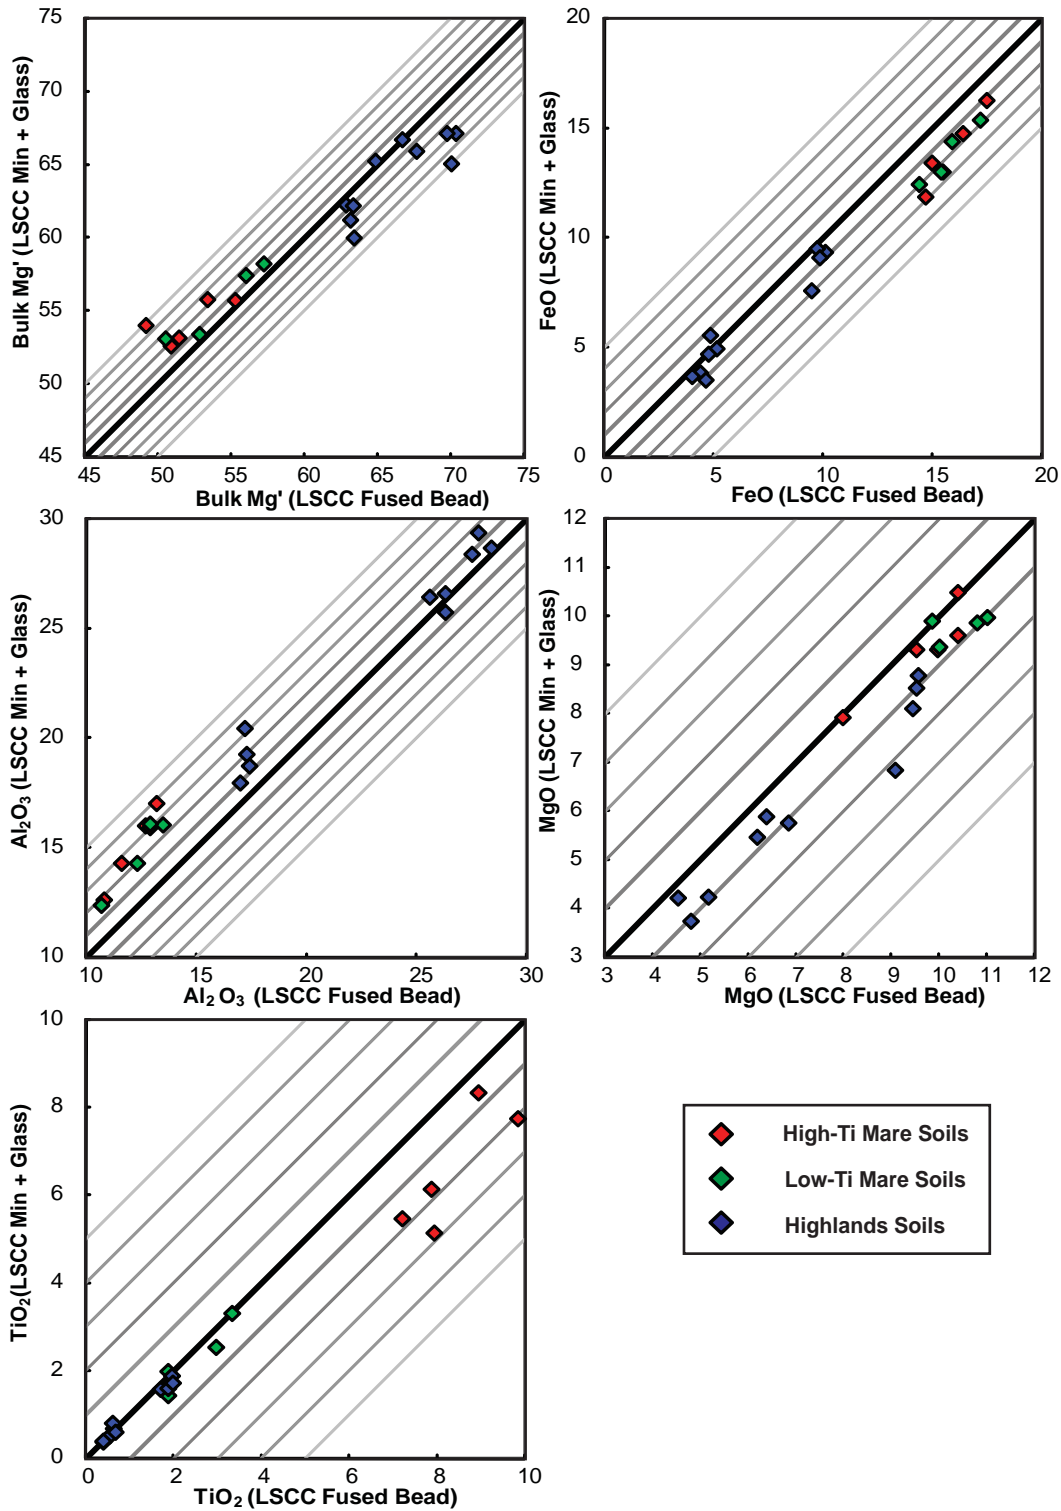 75
70
65
60
55
50
45
Bulk Mg' (LSCC Min + Glass)
45 50 55 60 65 70 75
Bulk Mg' (LSCC Fused Bead)
20
15
10
5
0
FeO (LSCC Min + Glass)
0 5 10 15 20
FeO (LSCC Fused Bead)
30
25
20
15
10
Al2O3 (LSCC Min + Glass)
10 15 20 25 30
Al2 O3 (LSCC Fused Bead)
12
11
10
9
8
7
6
5
4
3
MgO (LSCC Min + Glass)
3 4 5 6 7 8 9 10 11 12
MgO (LSCC Fused Bead)
10
8
6
4
2
0
TiO2(LSCC Min + Glass)
0 2 4 6 8 10
TiO2 (LSCC Fused Bead)
High-Ti Mare Soils
Low-Ti Mare Soils
Highlands Soils